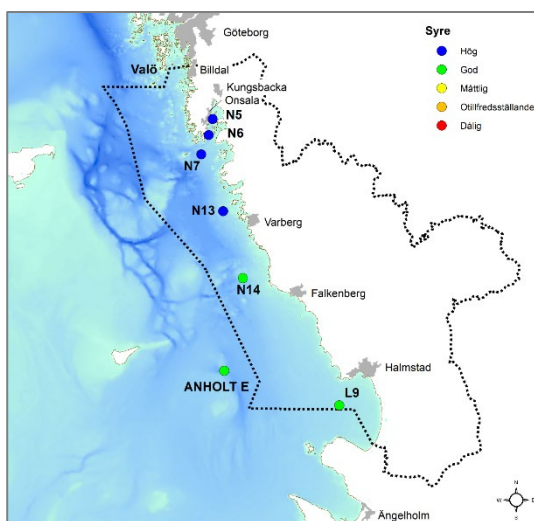 Göteborg
Syre
Hög
God
Måttlig
Otillfredsställande
Dålig
Valö
Billdal
Kungsbacka
Onsala
N5
N6
N7
N13
Varberg
N14
Falkenberg
ANHOLT E
L9
Halmstad
Ängelholm
N
W
S